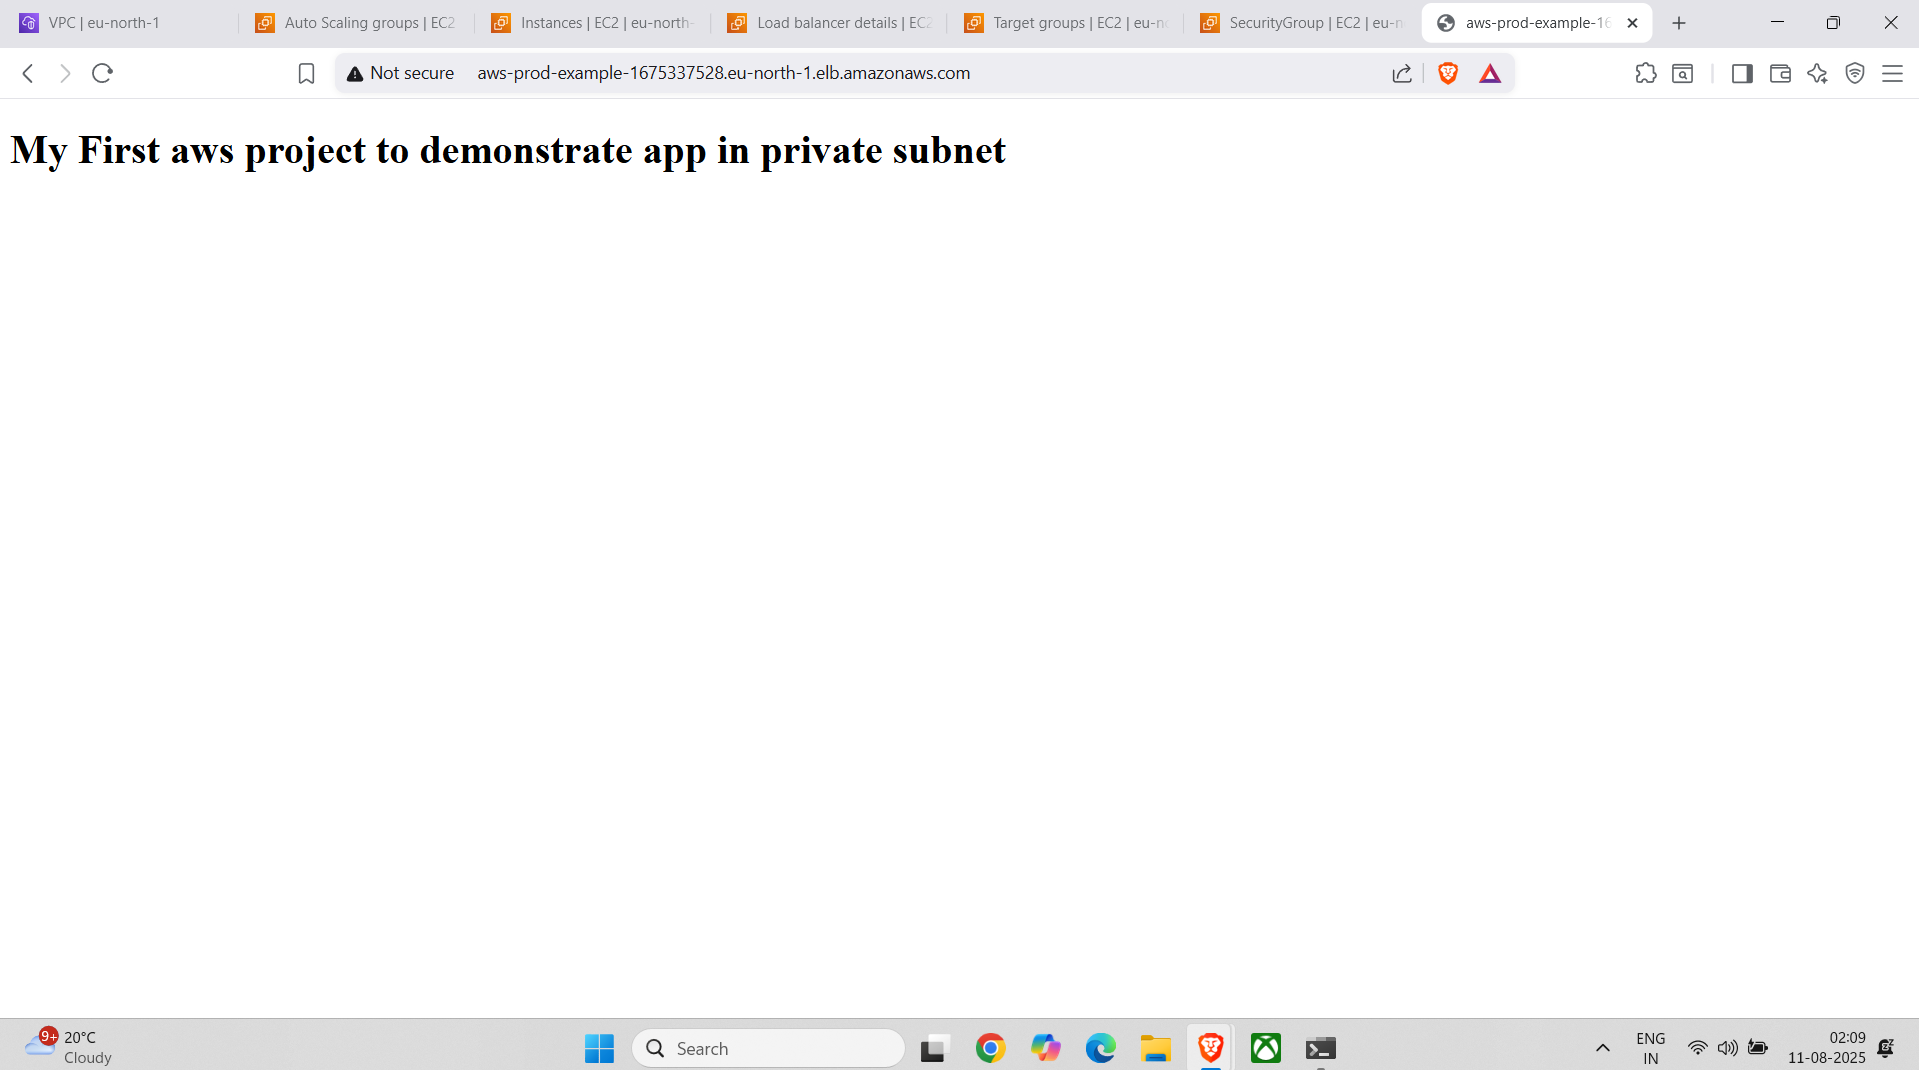 VPC | eu-north-1
Auto Scaling groups | EC2
Instances | EC2 | eu-north-
Load balancer details | EC2
Target groups | EC2 | eu-no
SecurityGroup | EC2 | eu-n
aws-prod-example-16
Not secure
aws-prod-example-1675337528.eu-north-1.elb.amazonaws.com
My First aws project to demonstrate app in private subnet
9+
20°C
Cloudy
Search
ENG
IN
02:09
11-08-2025